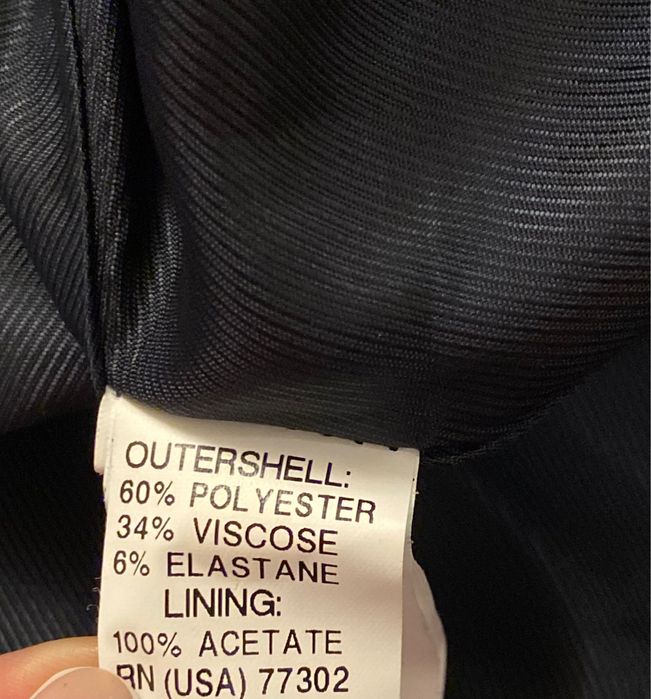 OUTERSHELL:
60% POLYESTER
34% VISCOSE
6% ELASTANE
LINING:
100% ACETATE
RN (USA) 77302